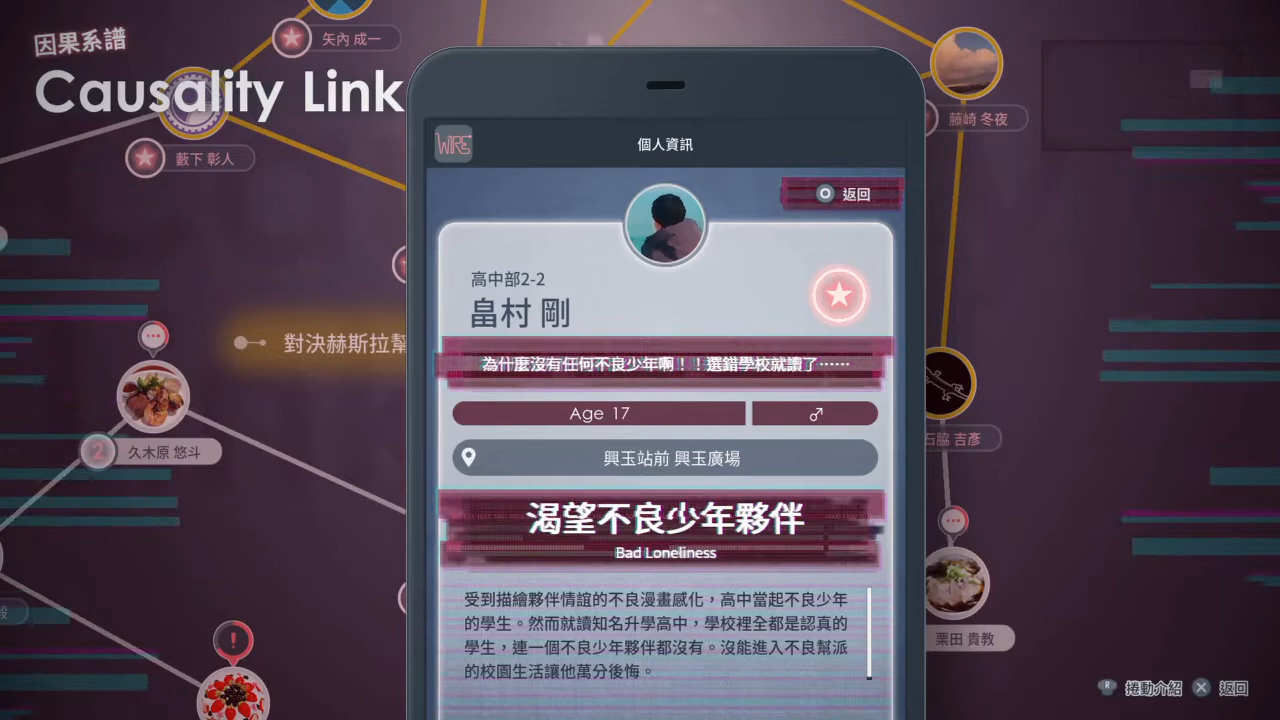 因果系譜
Causality Link
矢內 成一
藪下 彰人
藤崎 冬夜
WIRE
個人資訊
返回
高中部2-2
畠村 剛
對決赫斯拉幫
為什麼沒有任何不良少年啊！！選錯學校就讀了⋯⋯
Age 17
♂
石脇 吉彥
2
久木原 悠斗
興玉站前 興玉廣場
渴望不良少年夥伴
Bad Loneliness
受到描繪夥伴情誼的不良漫畫感化，高中當起不良少年
的學生。然而就讀知名升學高中，學校裡全都是認真的
學生，連一個不良少年夥伴都沒有。沒能進入不良幫派
的校園生活讓他萬分後悔。
栗田 貴教
!
R 捲動介紹
返回